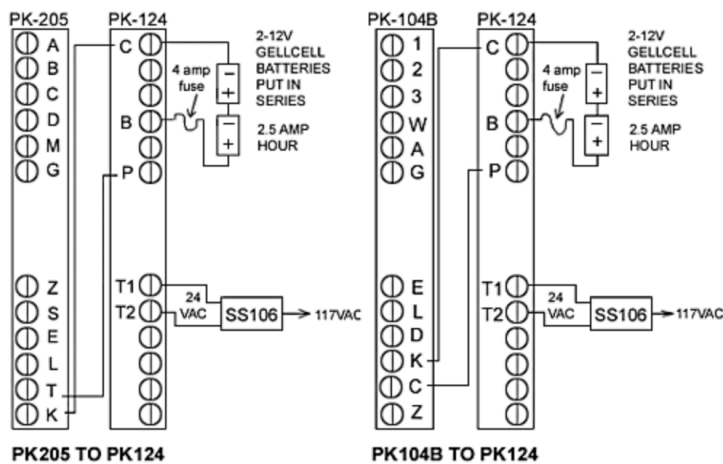 PK-205 PK-124
A
B
C
D
M
G
Z
S
E
L
T
K
C
B
P
T1
T2
4 amp
fuse
2-12V
GELLCELL
BATTERIES
PUT IN
SERIES
2.5 AMP
HOUR
-
+
-
+
24
VAC
SS106
117VAC
PK205 TO PK124
PK-104B PK-124
1
2
3
W
A
G
E
L
D
K
C
Z
C
B
P
T1
T2
4 amp
fuse
2-12V
GELLCELL
BATTERIES
PUT IN
SERIES
2.5 AMP
HOUR
-
+
-
+
24
VAC
SS106
117VAC
PK104B TO PK124